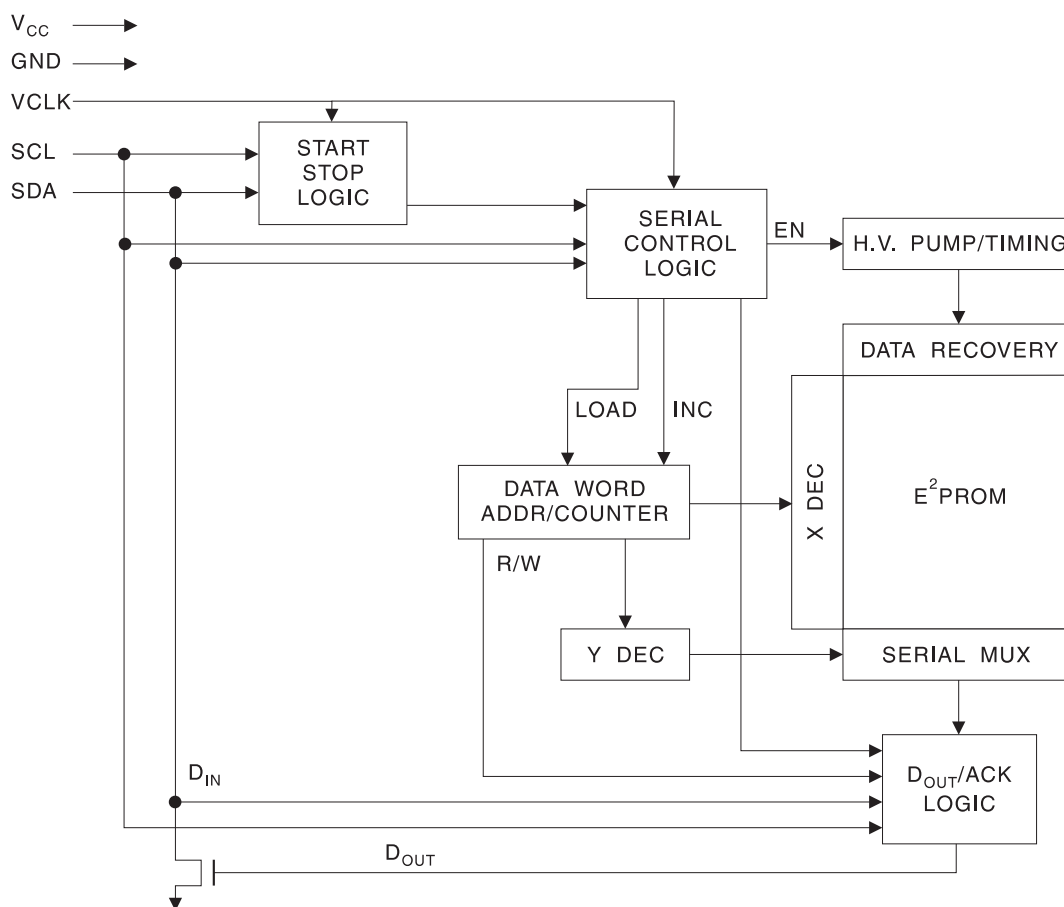 VCC
GND
VCLK
SCL
SDA
START
STOP
LOGIC
SERIAL
CONTROL
LOGIC
EN
H.V. PUMP/TIMING
DATA RECOVERY
LOAD
INC
X DEC
E²PROM
DATA WORD
ADDR/COUNTER
R/W
Y DEC
SERIAL MUX
DIN
DOUT/ACK
LOGIC
DOUT